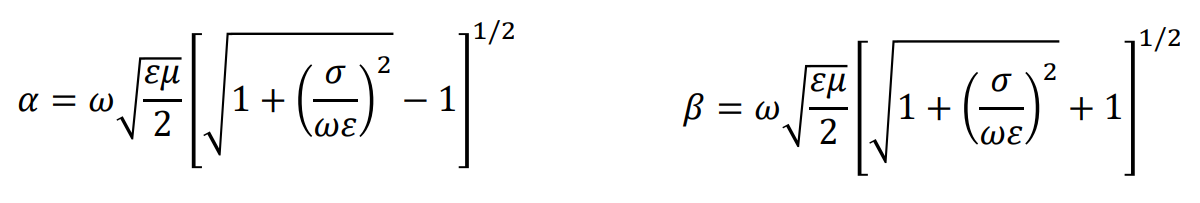 α = ω√(εμ/2) [√(1 + (σ/ωε)²) − 1]^1/2
β = ω√(εμ/2) [√(1 + (σ/ωε)²) + 1]^1/2